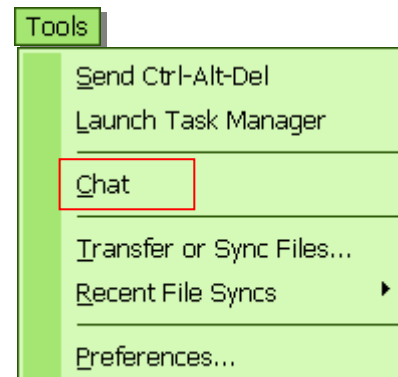 Tools
Send Ctrl-Alt-Del
Launch Task Manager
Chat
Transfer or Sync Files...
Recent File Syncs
Preferences...